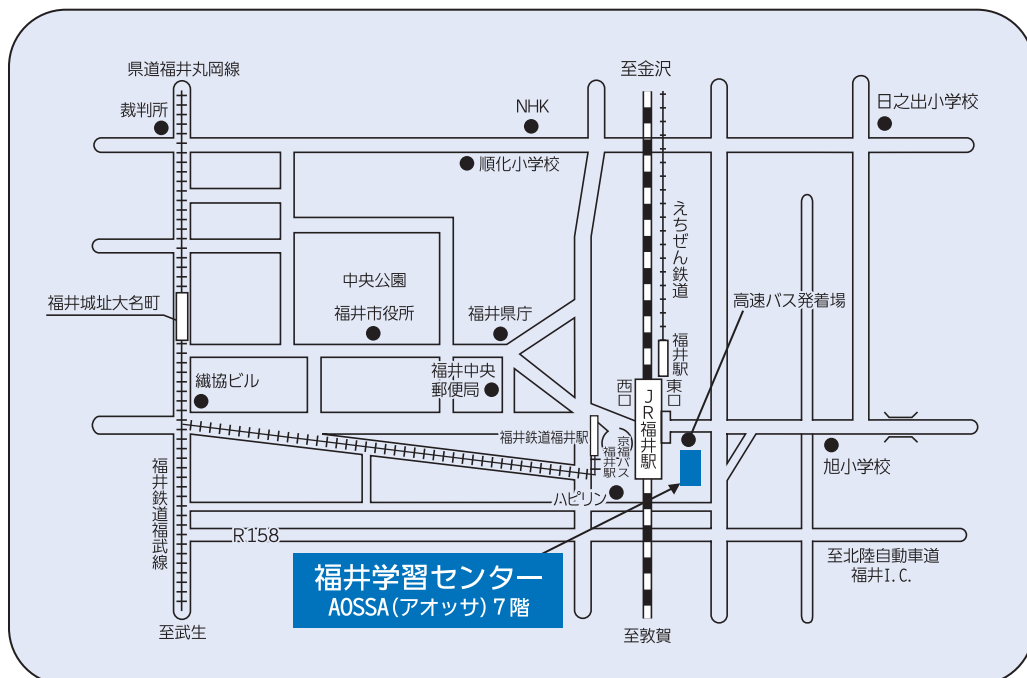 県道福井丸岡線
至金沢
裁判所
NHK
日之出小学校
順化小学校
えちぜん鉄道
中央公園
福井城址大名町
福井市役所
福井県庁
高速バス発着場
福井駅
繊協ビル
福井中央
郵便局
西口
東口
JR福井駅
福井鉄道福井駅
京福バス
福井駅
旭小学校
福井鉄道福武線
ハピリン
R158
福井学習センター
AOSSA(アオッサ)7階
至北陸自動車道
福井I.C.
至武生
至敦賀